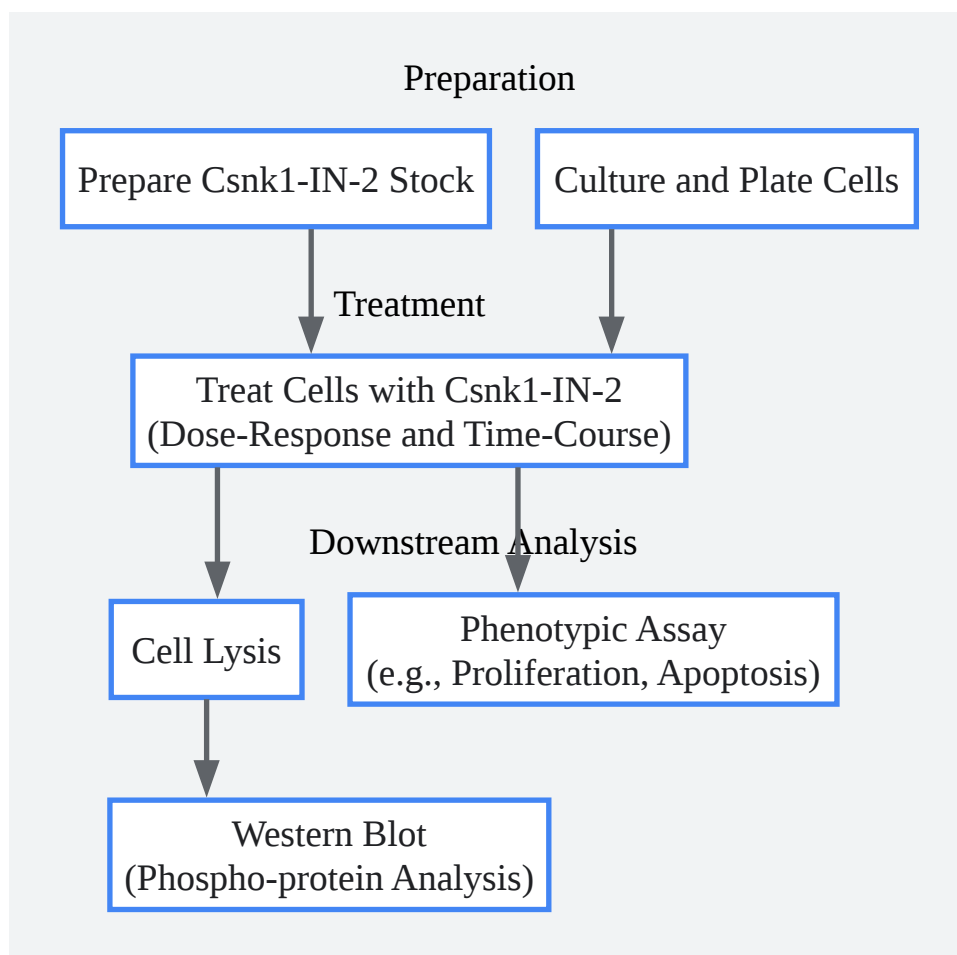 Preparation
Prepare Csnk1-IN-2 Stock
Culture and Plate Cells
Treatment
Treat Cells with Csnk1-IN-2
(Dose-Response and Time-Course)
Downstream Analysis
Cell Lysis
Phenotypic Assay
(e.g., Proliferation, Apoptosis)
Western Blot
(Phospho-protein Analysis)